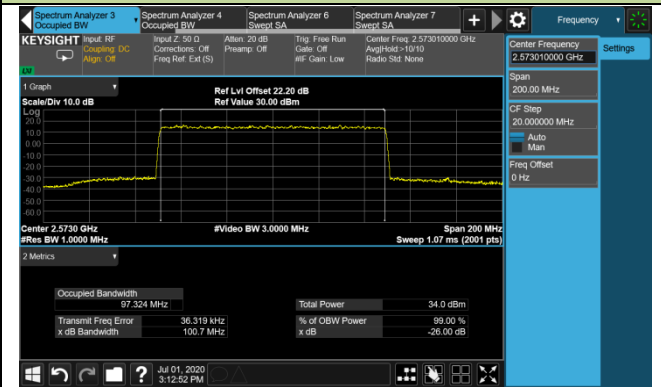 Spectrum Analyzer 3
Occupied BW
Spectrum Analyzer 4
Occupied BW
Spectrum Analyzer 6
Swept SA
Spectrum Analyzer 7
Swept SA
+
Frequency
KEYSIGHT
Input: RF
Coupling: DC
Align: Off
Input Z: 50 Ω
Corrections: Off
Freq Ref: Ext (S)
Atten: 20 dB
Preamp: Off
Trig: Free Run
Gate: Off
#IF Gain: Low
Center Freq: 2.573010000 GHz
Avg|Hold:>10/10
Radio Std: None
LV
Center Frequency
2.573010000 GHz
Settings
Span
200.00 MHz
CF Step
20.000000 MHz
Auto
Man
Freq Offset
0 Hz
1 Graph
Scale/Div 10.0 dB
Ref Lvl Offset 22.20 dB
Ref Value 30.00 dBm
Log
20.0
10.0
0.00
-10.0
-20.0
-30.0
-40.0
-50.0
-60.0
Center 2.5730 GHz
#Res BW 1.0000 MHz
#Video BW 3.0000 MHz
Span 200 MHz
Sweep 1.07 ms (2001 pts)
2 Metrics
Occupied Bandwidth
97.324 MHz
Total Power 34.0 dBm
Transmit Freq Error 36.319 kHz
% of OBW Power 99.00 %
x dB Bandwidth 100.7 MHz
x dB -26.00 dB
?
Jul 01, 2020
3:12:52 PM